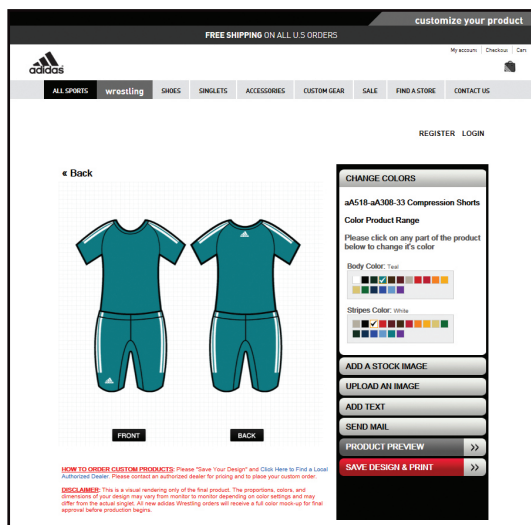 customize your product
FREE SHIPPING ON ALL U.S ORDERS
My account Checkout Cart
adidas
ALL SPORTS wrestling SHOES SINGLETS ACCESSORIES CUSTOM GEAR SALE FIND A STORE CONTACT US
REGISTER LOGIN
« Back
CHANGE COLORS
aA518-aA308-33 Compression Shorts
Color Product Range
Please click on any part of the product
below to change it's color
Body Color: Teal
Stripes Color: White
ADD A STOCK IMAGE
UPLOAD AN IMAGE
ADD TEXT
SEND MAIL
PRODUCT PREVIEW >>
SAVE DESIGN & PRINT >>
FRONT BACK
HOW TO ORDER CUSTOM PRODUCTS: Please "Save Your Design" and Click Here to Find a Local
Authorized Dealer. Please contact an authorized dealer for pricing and to place your custom order.
DISCLAIMER: This is a visual rendering only of the final product. The proportions, colors, and
dimensions of your design may vary from monitor to monitor depending on color settings and may
differ from the actual singlet. All new adidas Wrestling orders will receive a full color mock-up for final
approval before production begins.